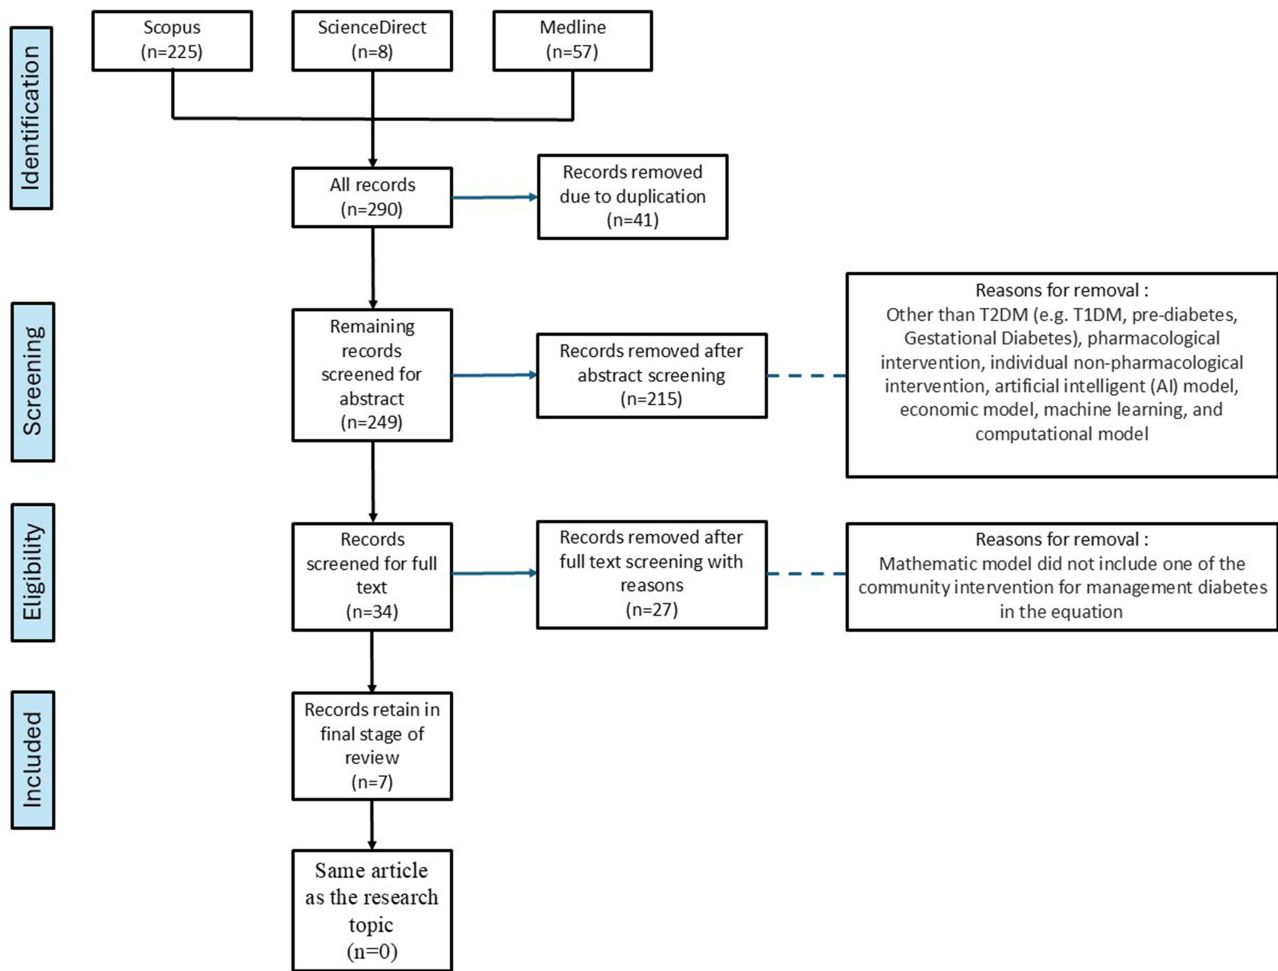 Identification
Scopus
(n=225)
ScienceDirect
(n=8)
Medline
(n=57)
All records
(n=290)
Records removed
due to duplication
(n=41)
Screening
Remaining
records
screened for
abstract
(n=249)
Records removed after
abstract screening
(n=215)
Reasons for removal :
Other than T2DM (e.g. T1DM, pre-diabetes,
Gestational Diabetes), pharmacological
intervention, individual non-pharmacological
intervention, artificial intelligent (AI) model,
economic model, machine learning, and
computational model
Eligibility
Records
screened for full
text
(n=34)
Records removed after
full text screening with
reasons
(n=27)
Reasons for removal :
Mathematic model did not include one of the
community intervention for management diabetes
in the equation
Included
Records retain in
final stage of
review
(n=7)
Same article
as the research
topic
(n=0)